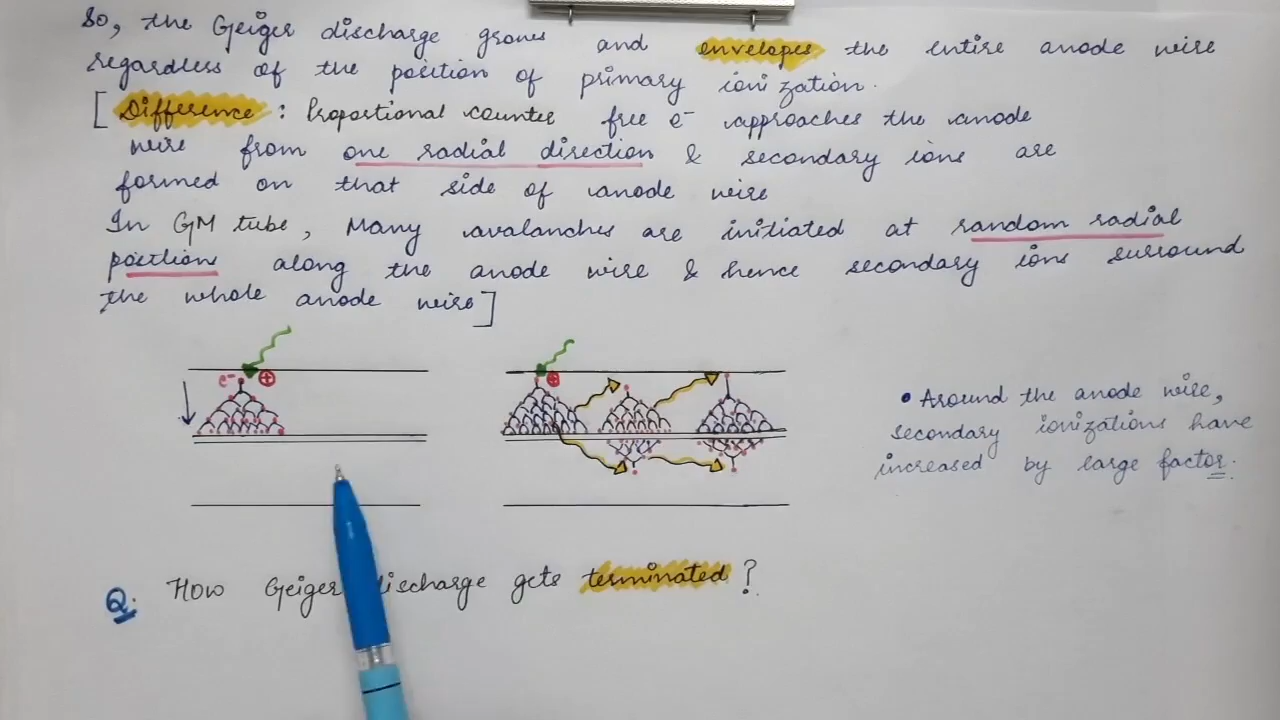 So, the Geiger discharge grows and envelopes the entire anode wire
regardless of the position of primary ionization.
[ Difference : Proportional counter free e⁻ approaches the anode
wire from one radial direction & secondary ions are
formed on that side of anode wire
In GM tube, Many avalanches are initiated at random radial
positions along the anode wire & hence secondary ions surround
the whole anode wire]
e⁻ ⊕
⊕
• Around the anode wire,
secondary ionizations have
increased by large factor.
Q. How Geiger discharge gets terminated ?